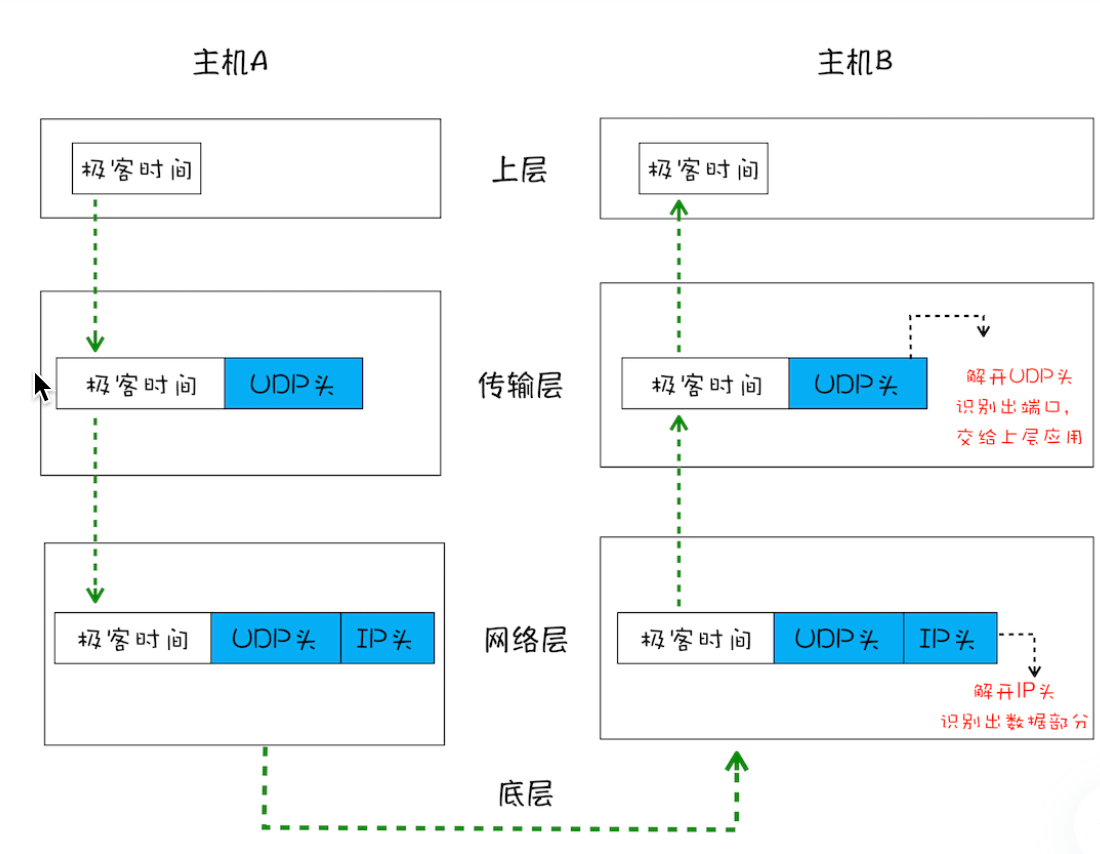 主机A
主机B
极客时间
上层
极客时间
极客时间 UDP头
传输层
极客时间 UDP头
解开UDP头
识别出端口,
交给上层应用
极客时间 UDP头 IP头
网络层
极客时间 UDP头 IP头
解开IP头
识别出数据部分
底层